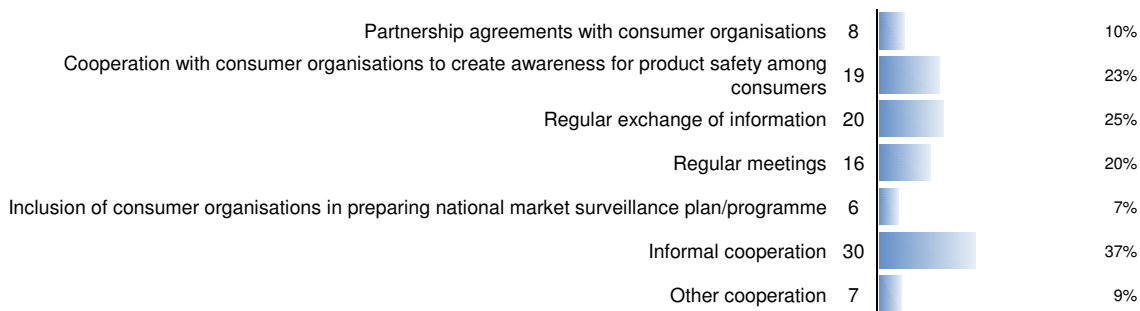 Partnership agreements with consumer organisations 8 10%
Cooperation with consumer organisations to create awareness for product safety among
consumers 19 23%
Regular exchange of information 20 25%
Regular meetings 16 20%
Inclusion of consumer organisations in preparing national market surveillance plan/programme 6 7%
Informal cooperation 30 37%
Other cooperation 7 9%